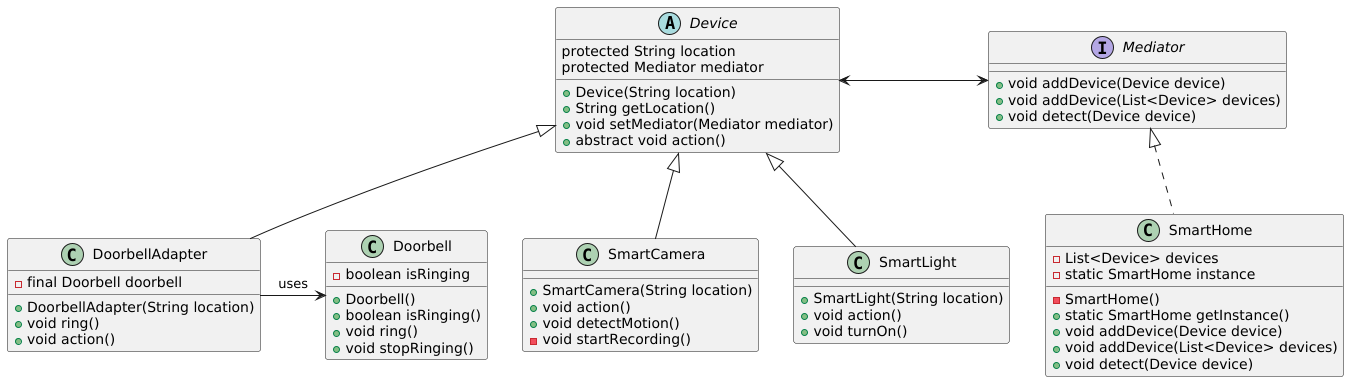 A Device
protected String location
protected Mediator mediator
Device(String location)
String getLocation()
void setMediator(Mediator mediator)
abstract void action()
I Mediator
void addDevice(Device device)
void addDevice(List<Device> devices)
void detect(Device device)
C DoorbellAdapter
final Doorbell doorbell
DoorbellAdapter(String location)
void ring()
void action()
uses
C Doorbell
boolean isRinging
Doorbell()
boolean isRinging()
void ring()
void stopRinging()
C SmartCamera
SmartCamera(String location)
void action()
void detectMotion()
void startRecording()
C SmartLight
SmartLight(String location)
void action()
void turnOn()
C SmartHome
List<Device> devices
static SmartHome instance
SmartHome()
static SmartHome getInstance()
void addDevice(Device device)
void addDevice(List<Device> devices)
void detect(Device device)